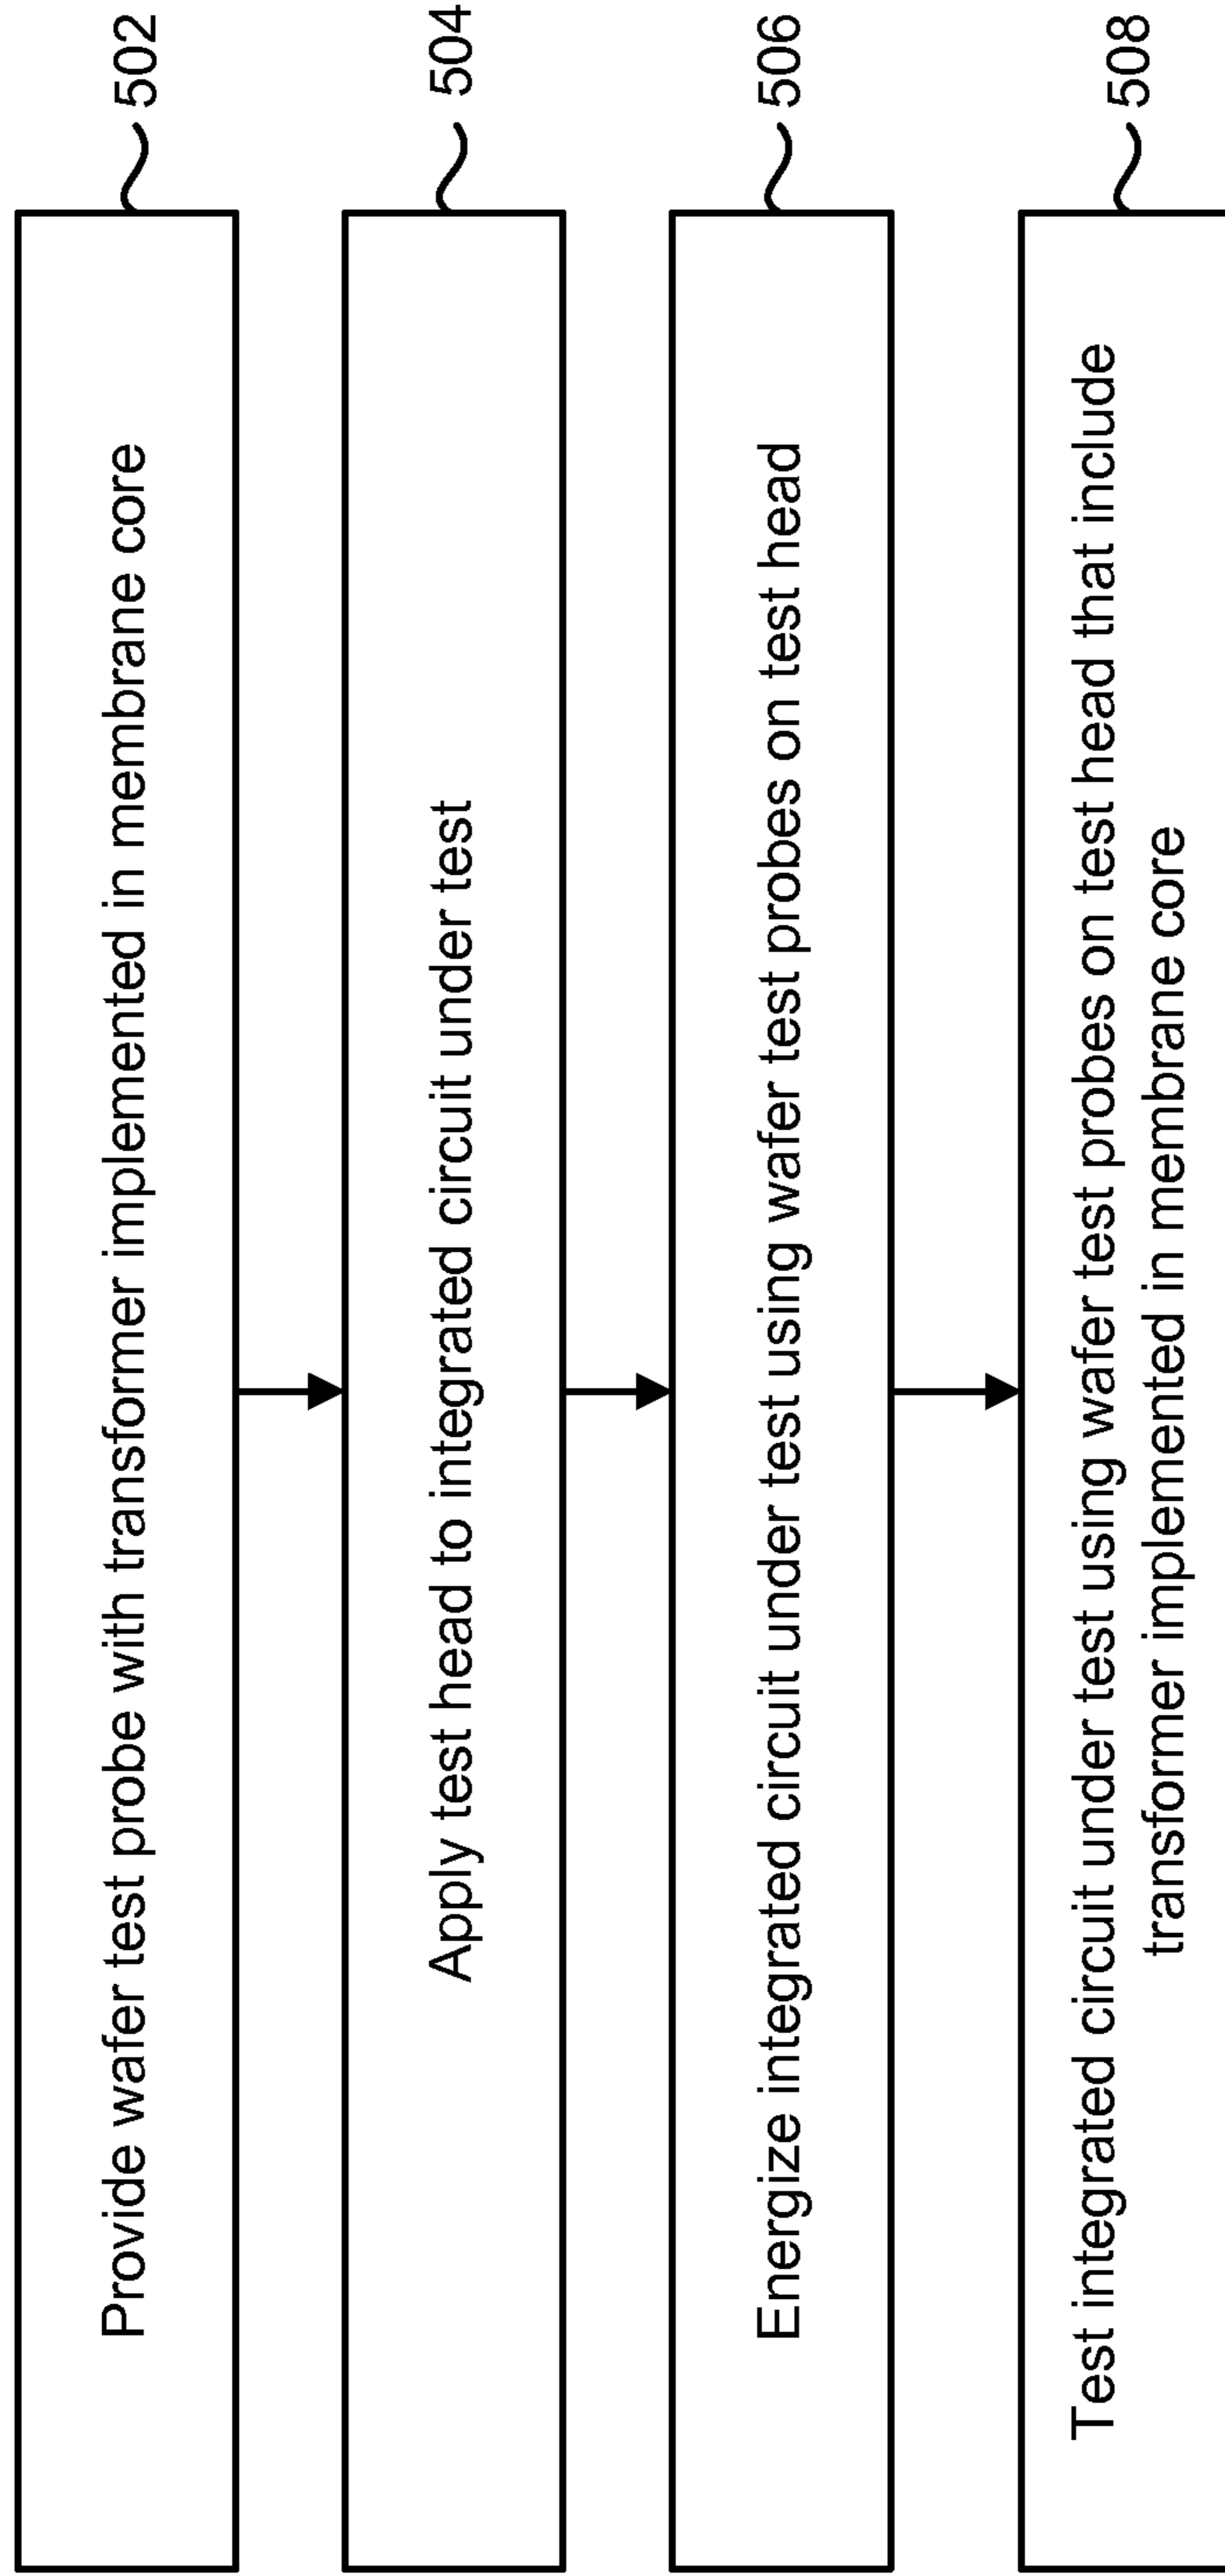 Provide wafer test probe with transformer implemented in membrane core
502
Apply test head to integrated circuit under test
504
Energize integrated circuit under test using wafer test probes on test head
506
Test integrated circuit under test using wafer test probes on test head that include
transformer implemented in membrane core
508